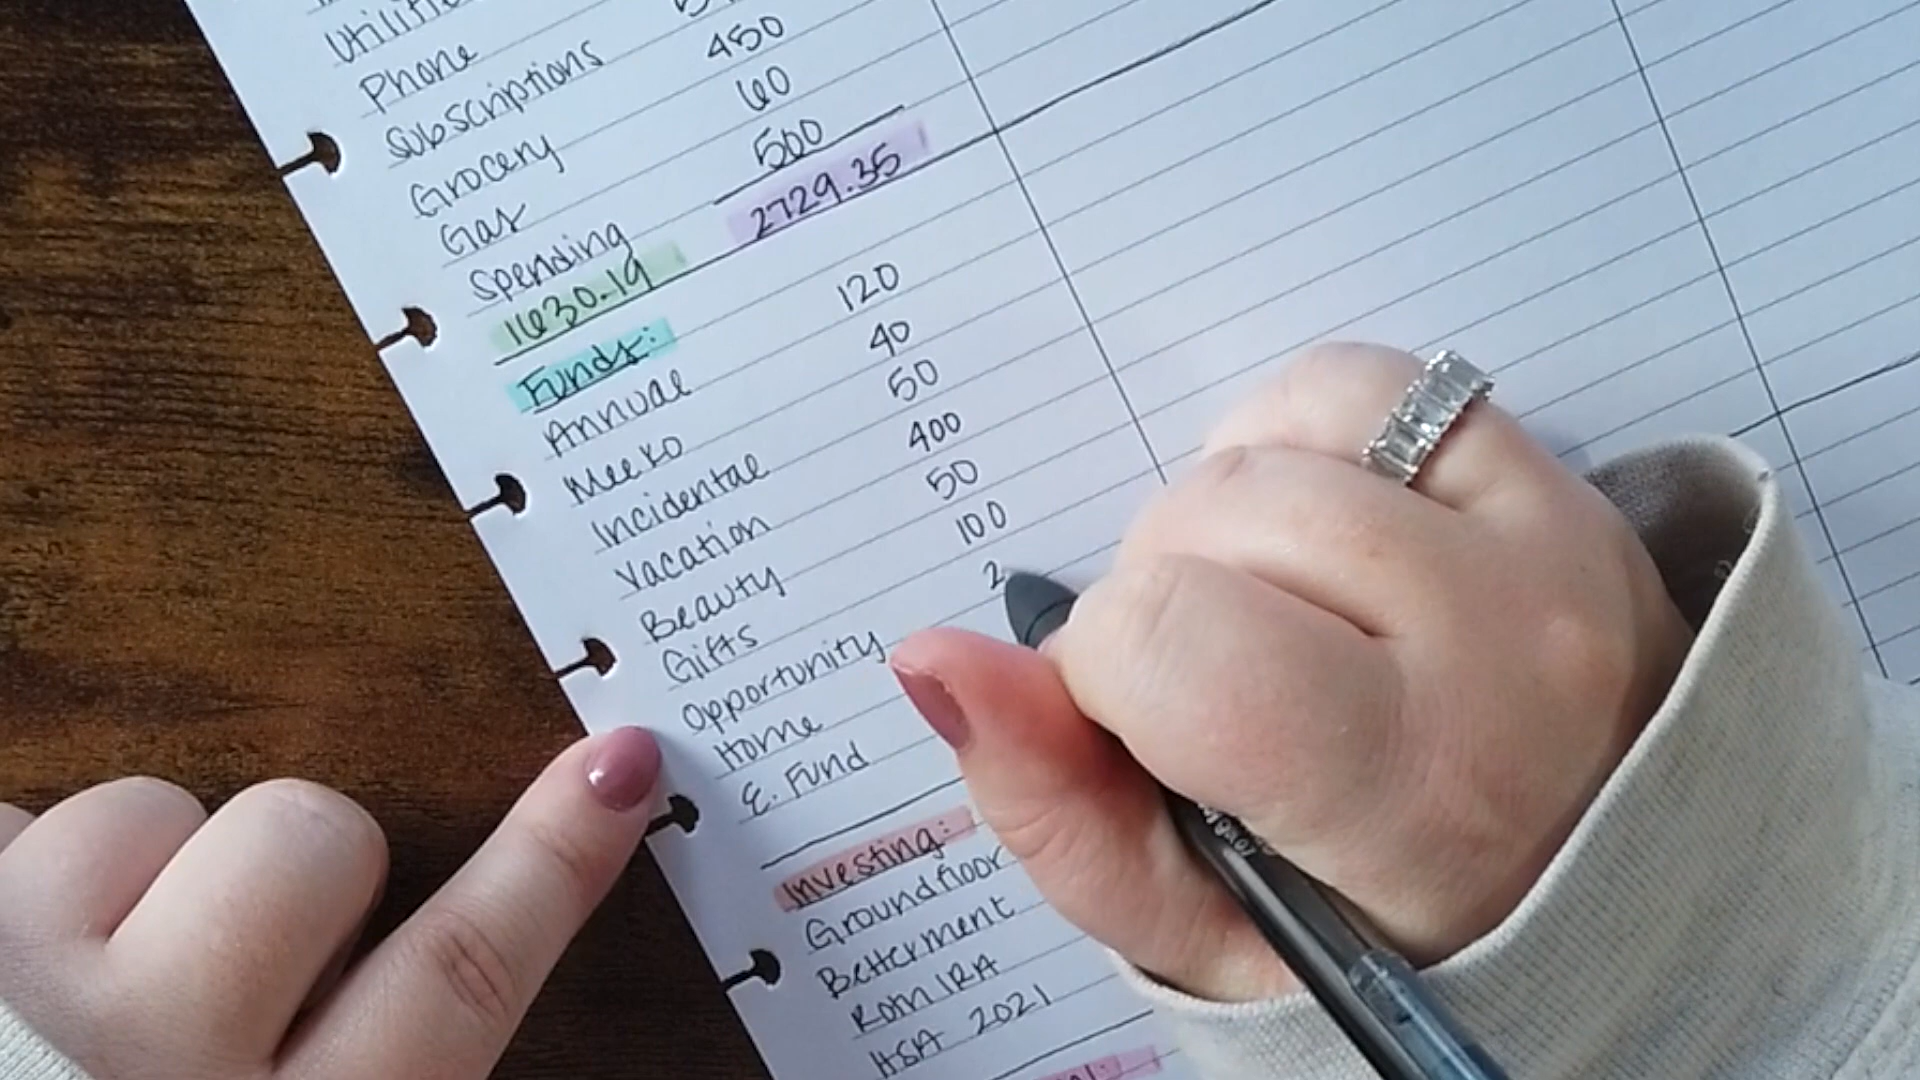 Phone
Subscriptions
Grocery 450
Gas 60
Spending 500
1630.19 2729.35
Funds:
Annual 120
Meeko 40
Incidental 50
Vacation 400
Beauty 50
Gifts 100
Opportunity 2
Home
E. Fund
Investing:
Groundfloor
Betterment
Roth IRA
HSA 2021